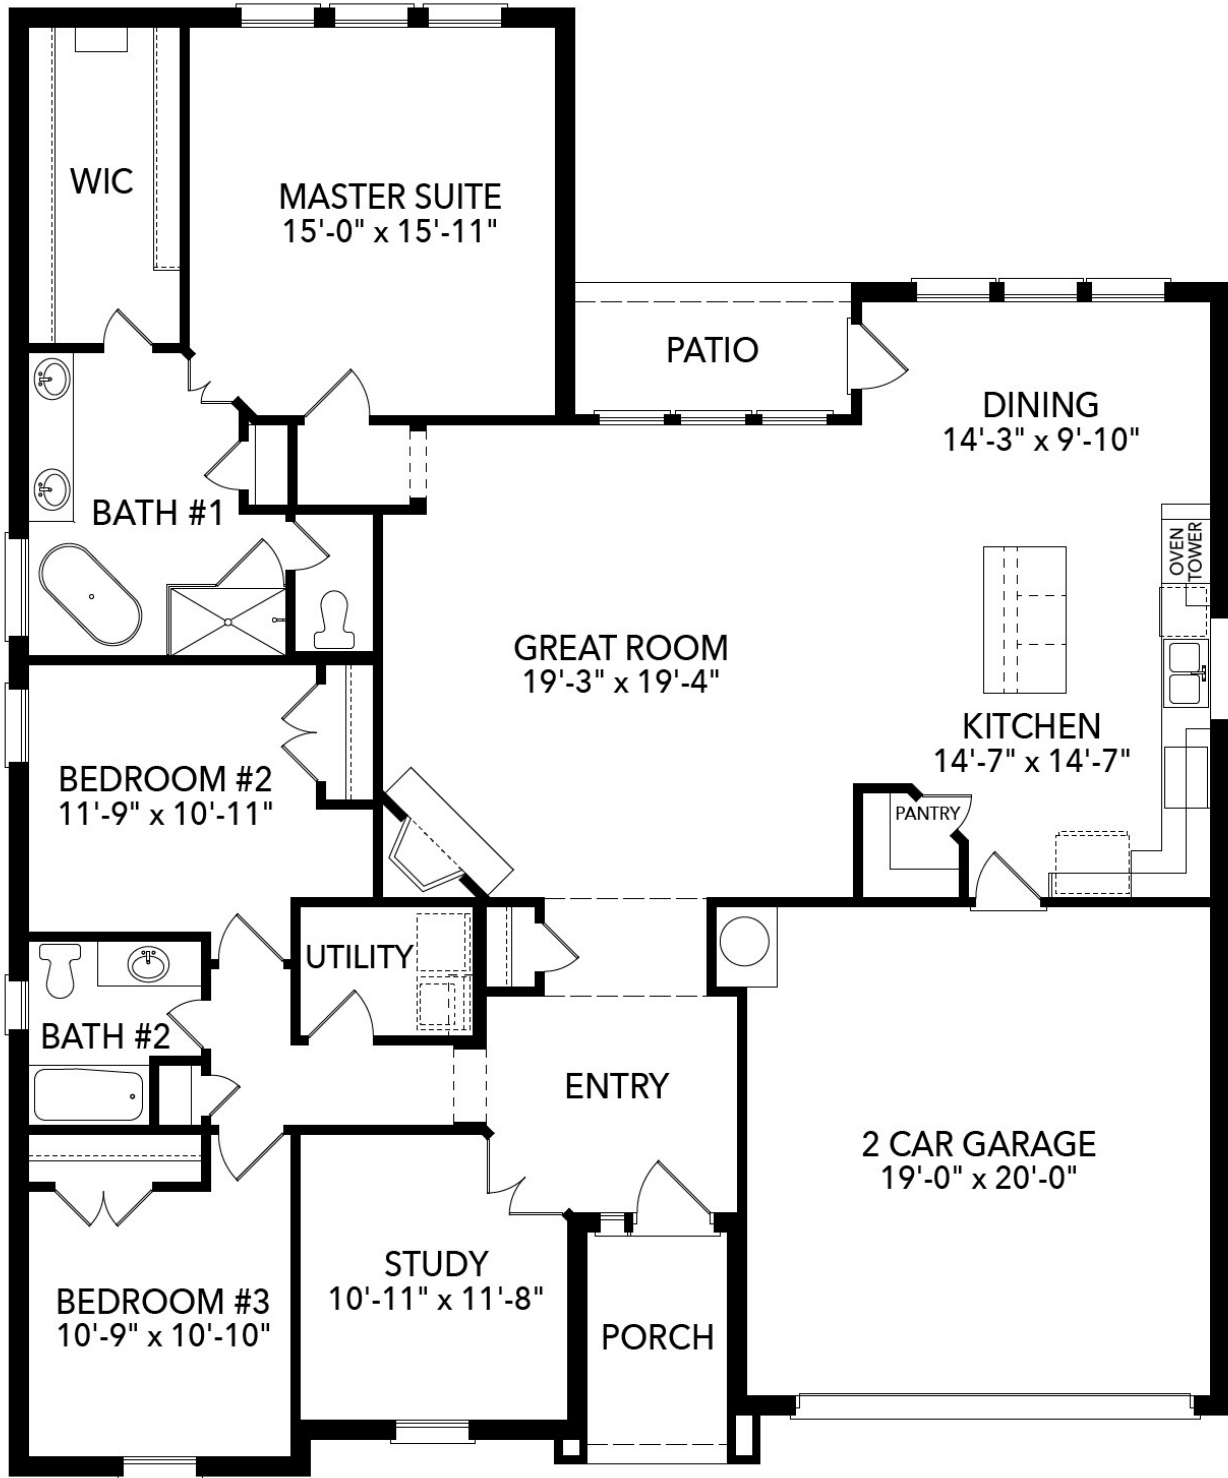 WIC
MASTER SUITE
15'-0" x 15'-11"
PATIO
DINING
14'-3" x 9'-10"
BATH #1
OVEN
TOWER
GREAT ROOM
19'-3" x 19'-4"
KITCHEN
14'-7" x 14'-7"
BEDROOM #2
11'-9" x 10'-11"
PANTRY
UTILITY
BATH #2
ENTRY
2 CAR GARAGE
19'-0" x 20'-0"
STUDY
10'-11" x 11'-8"
BEDROOM #3
10'-9" x 10'-10"
PORCH